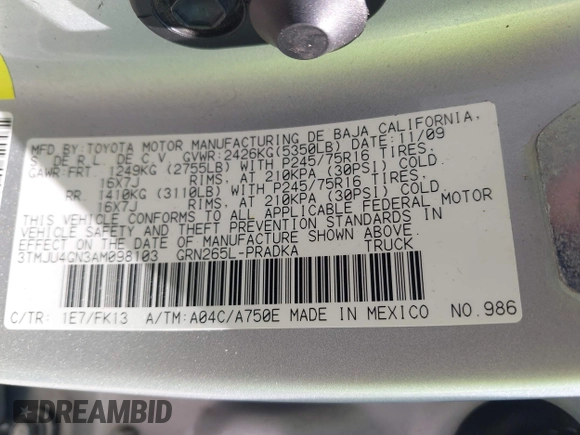 MFD BY:TOYOTA MOTOR MANUFACTURING DE BAJA CALIFORNIA,
S. DE R.L. DE C.V. GVWR:2426KG(5350LB) DATE:11/09
GAWR:FRT. 1249KG (2755LB) WITH P245/75R16 TIRES,
16X7J RIMS, AT 210KPA (30PSI) COLD.
RR. 1410KG (3110LB) WITH P245/75R16 TIRES,
16X7J RIMS, AT 210KPA (30PSI) COLD.
THIS VEHICLE CONFORMS TO ALL APPLICABLE FEDERAL MOTOR
VEHICLE SAFETY AND THEFT PREVENTION STANDARDS IN
EFFECT ON THE DATE OF MANUFACTURE SHOWN ABOVE.
3TMJU4GN3AM098103 GRN265L-PRADKA TRUCK
C/TR: 1E7/FK13 A/TM:A04C/A750E MADE IN MEXICO NO.986
DREAMBID